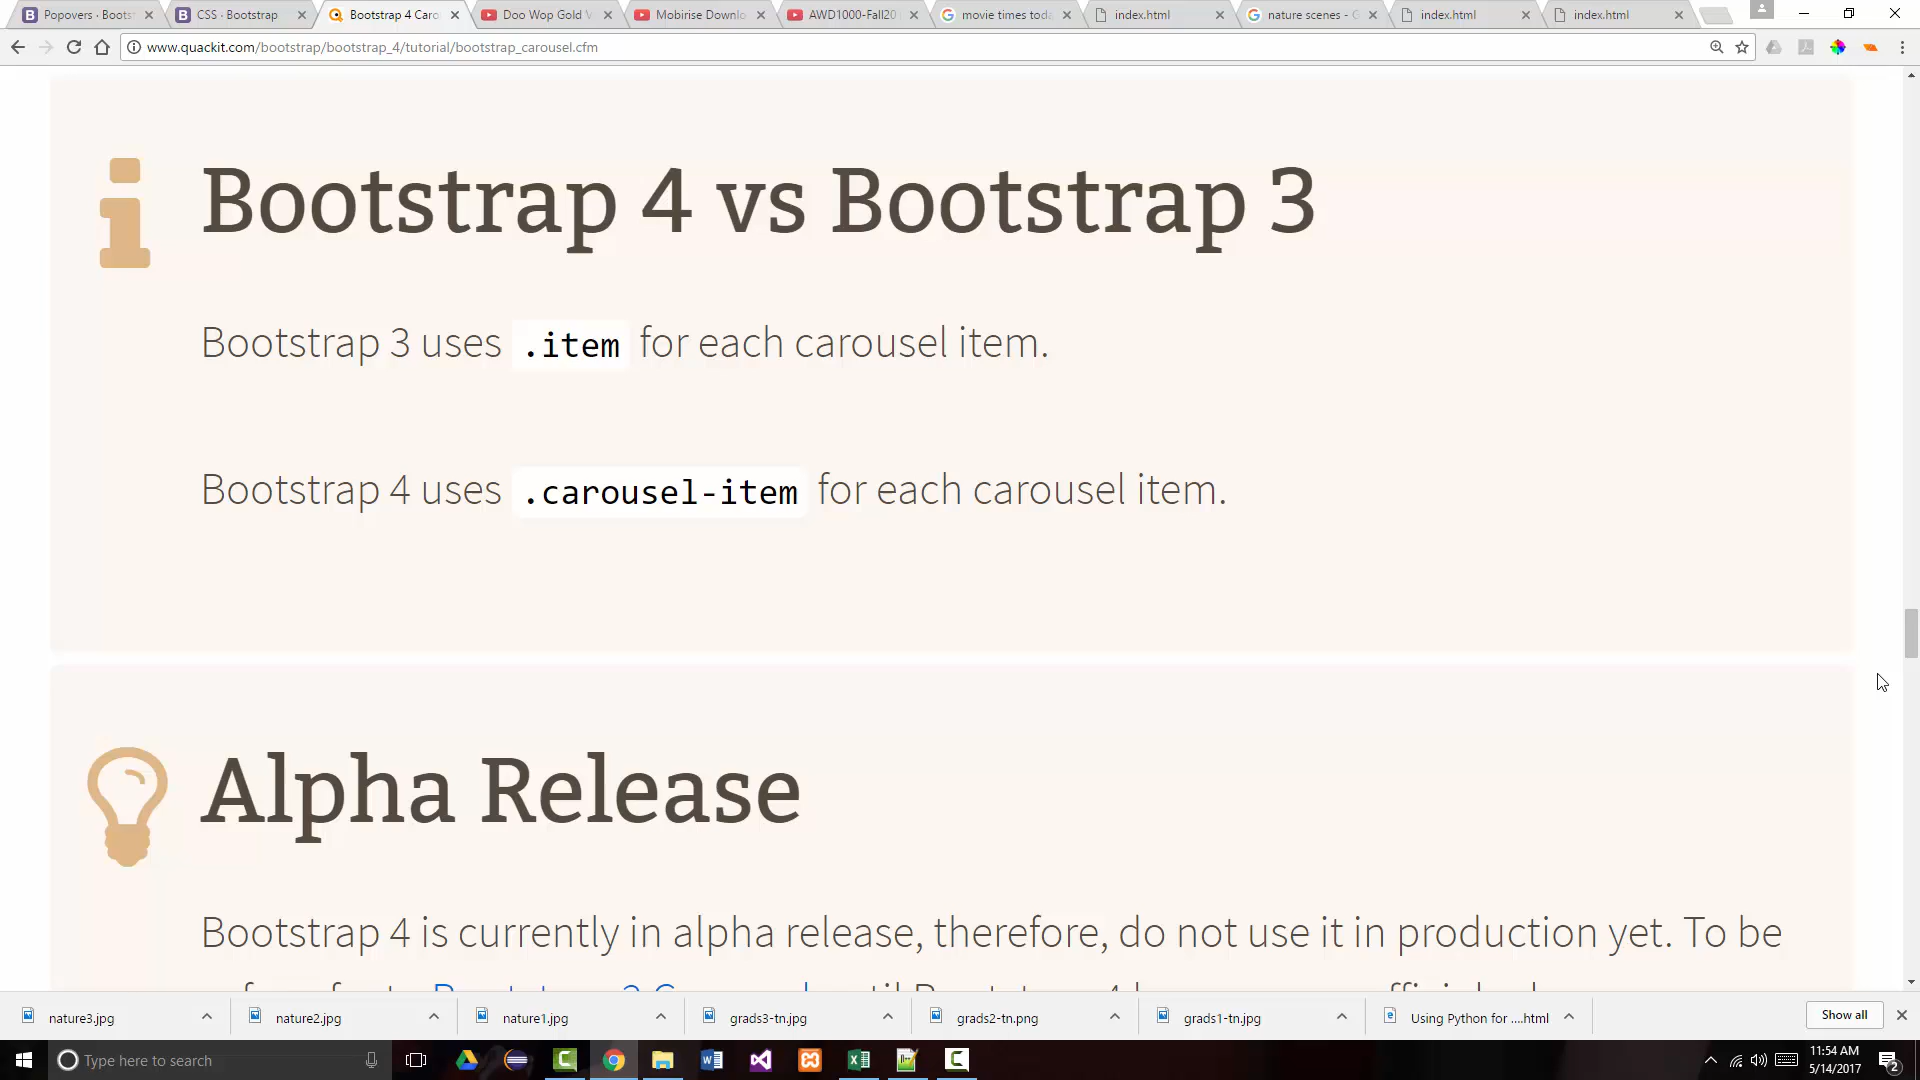 Popovers · Boots
CSS · Bootstrap
Bootstrap 4 Caro
Doo Wop Gold V
Mobirise Downlo
AWD1000-Fall20
movie times toda
index.html
nature scenes - G
index.html
index.html
www.quackit.com/bootstrap/bootstrap_4/tutorial/bootstrap_carousel.cfm
Bootstrap 4 vs Bootstrap 3
Bootstrap 3 uses .item for each carousel item.
Bootstrap 4 uses .carousel-item for each carousel item.
Alpha Release
Bootstrap 4 is currently in alpha release, therefore, do not use it in production yet. To be
nature3.jpg
nature2.jpg
nature1.jpg
grads3-tn.jpg
grads2-tn.png
grads1-tn.jpg
Using Python for ....html
Show all
Type here to search
11:54 AM
5/14/2017
2